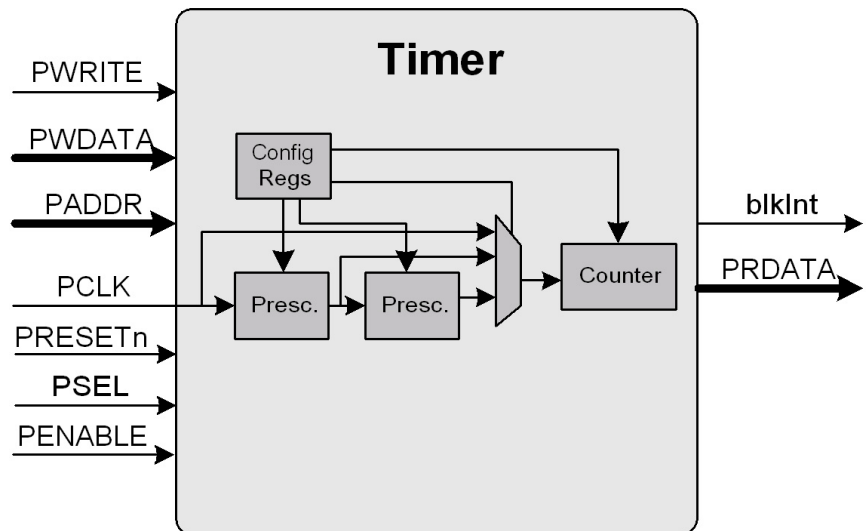 Timer
PWRITE
PWDATA
PADDR
PCLK
PRESETn
PSEL
PENABLE
Config
Regs
Presc.
Presc.
Counter
blkInt
PRDATA